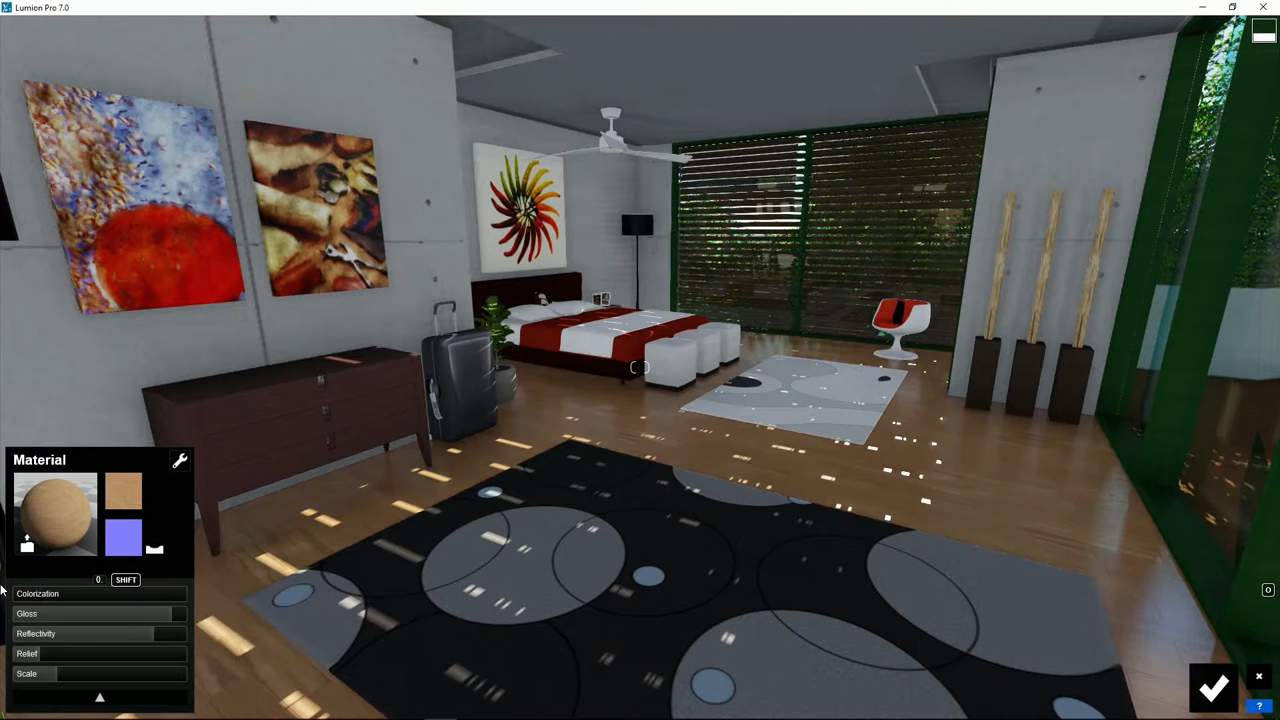 Lumion Pro 7.0
Material
0. SHIFT
Colorization
Gloss
Reflectivity
Relief
Scale
O
?